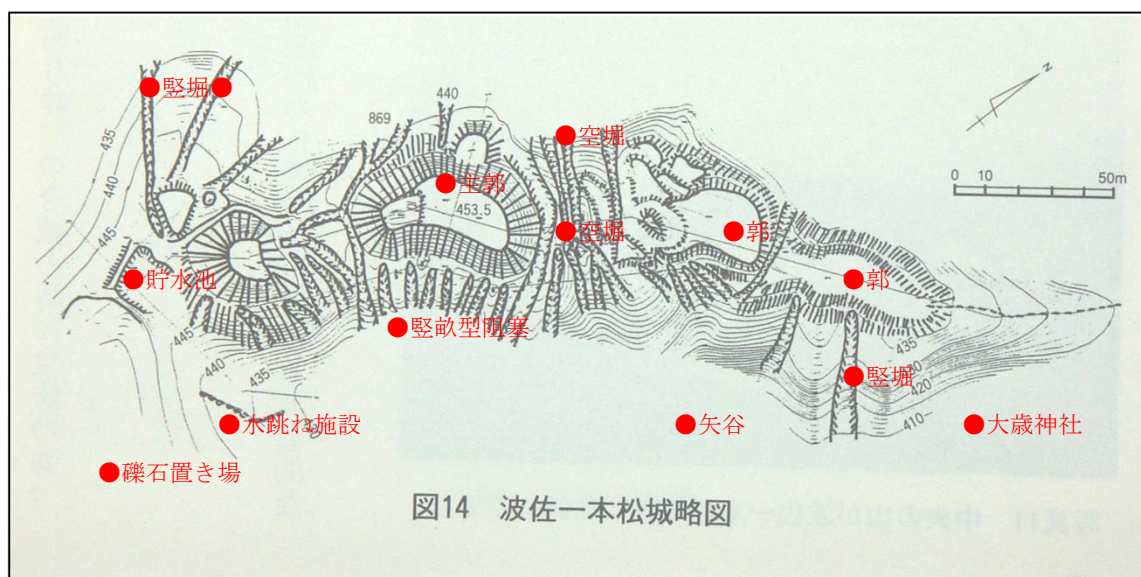 竪堀
440
869
435
空堀
N
440
主郭
0 10 50m
453.5
空堀
郭
445
貯水池
郭
竪畝型阻塞
445
440
435
435
竪堀
430
420
410
水跳ね施設
矢谷
大歳神社
礫石置き場
図14 波佐一本松城略図